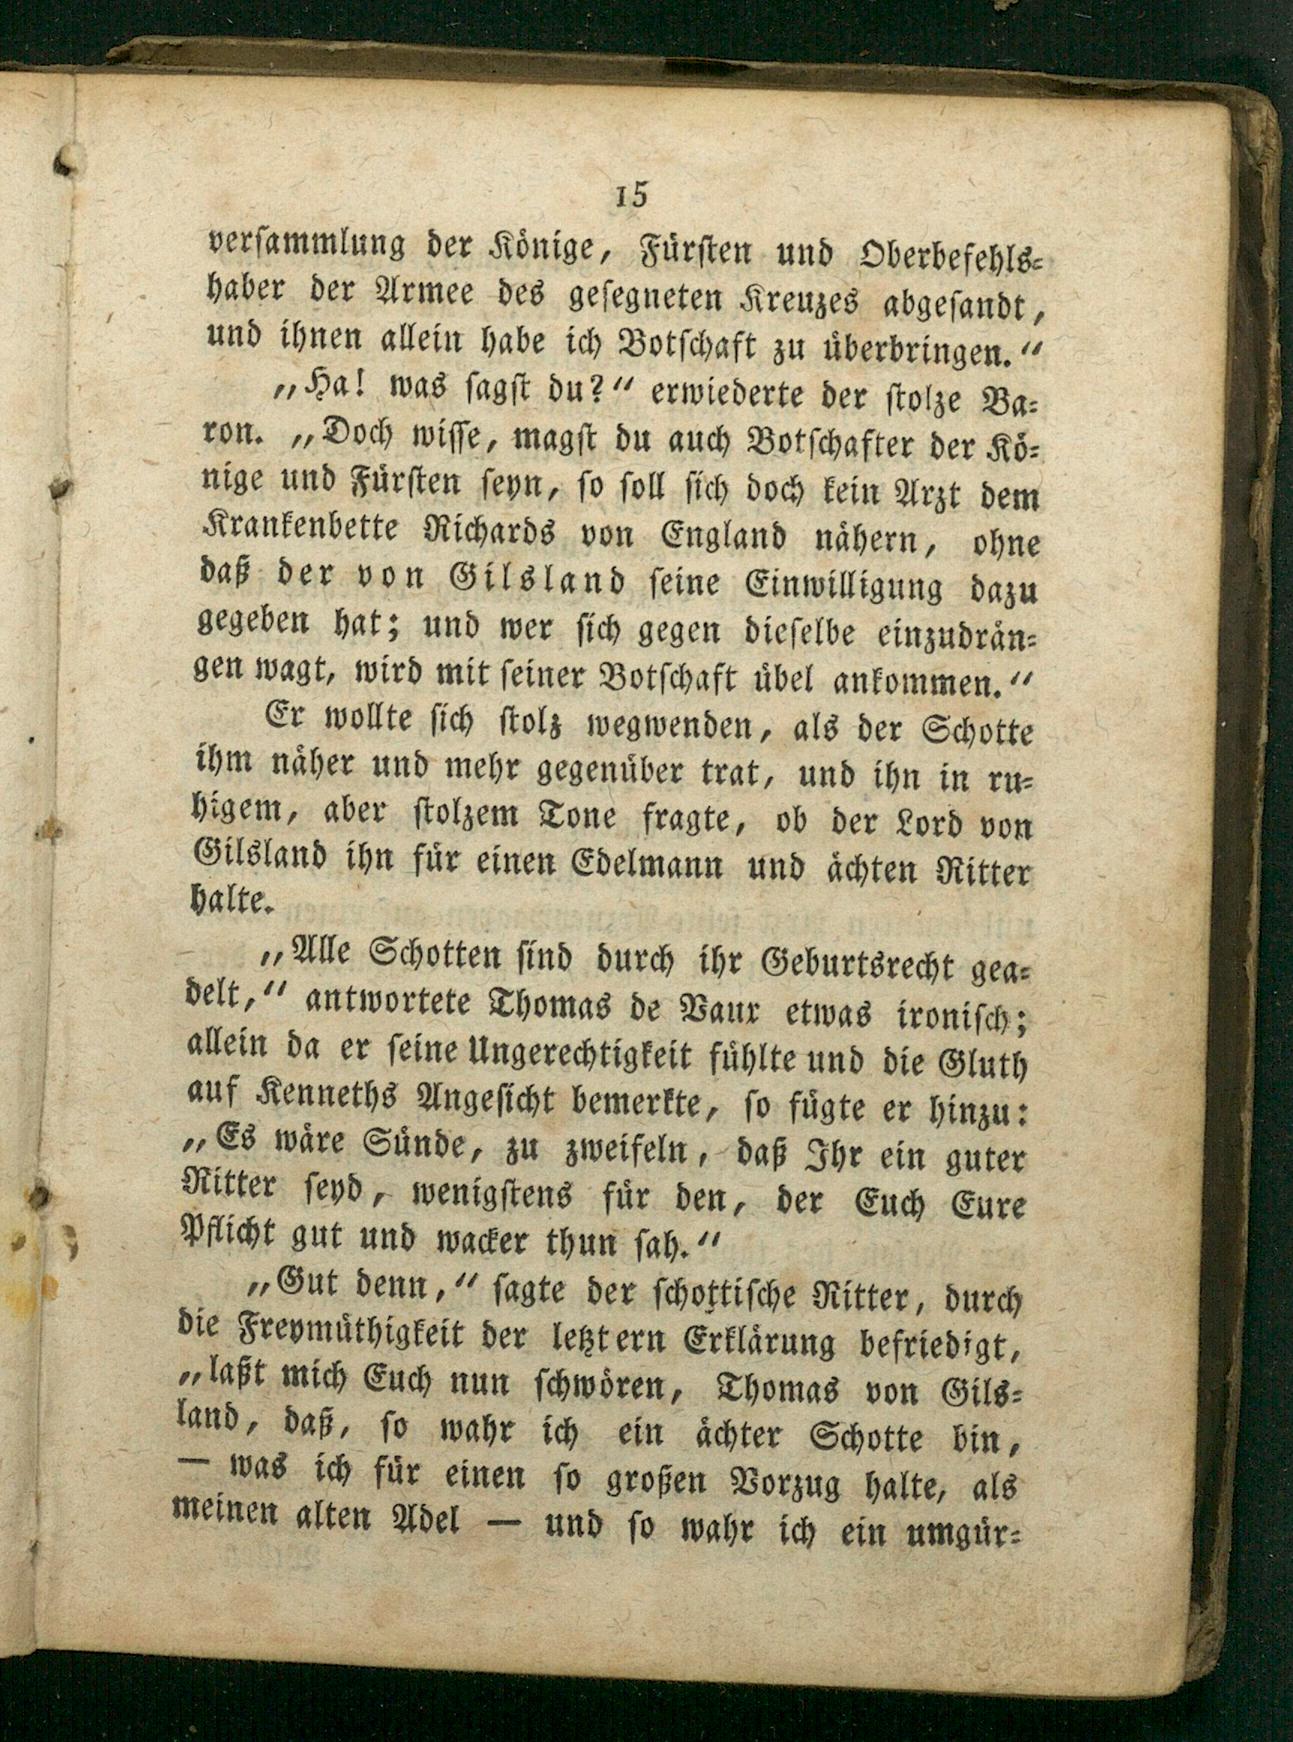 15
versammlung der Könige, Fürsten und Oberbefehls-
haber der Armee des gesegneten Kreuzes abgesandt,
und ihnen allein habe ich Botschaft zu überbringen.“
„Ha! was sagst du?“ erwiederte der stolze Ba-
ron. „Doch wisse, magst du auch Botschafter der Kö-
nige und Fürsten seyn, so soll sich doch kein Arzt dem
Krankenbette Richards von England nähern, ohne
daß der von Gilsland seine Einwilligung dazu
gegeben hat; und wer sich gegen dieselbe einzudrän-
gen wagt, wird mit seiner Botschaft übel ankommen.“
Er wollte sich stolz wegwenden, als der Schotte
ihm näher und mehr gegenüber trat, und ihn in ru-
higem, aber stolzem Tone fragte, ob der Lord von
Gilsland ihn für einen Edelmann und ächten Ritter
halte.
„Alle Schotten sind durch ihr Geburtsrecht gea-
delt,“ antwortete Thomas de Vaux etwas ironisch;
allein da er seine Ungerechtigkeit fühlte und die Gluth
auf Kenneths Angesicht bemerkte, so fügte er hinzu:
„Es wäre Sünde, zu zweifeln, daß Ihr ein guter
Ritter seyd, wenigstens für den, der Euch Eure
Pflicht gut und wacker thun sah.“
„Gut denn,“ sagte der schottische Ritter, durch
die Freymüthigkeit der letztern Erklärung befriedigt,
„laßt mich Euch nun schwören, Thomas von Gils-
land, daß, so wahr ich ein ächter Schotte bin,
— was ich für einen so großen Vorzug halte, als
meinen alten Adel — und so wahr ich ein umgür-